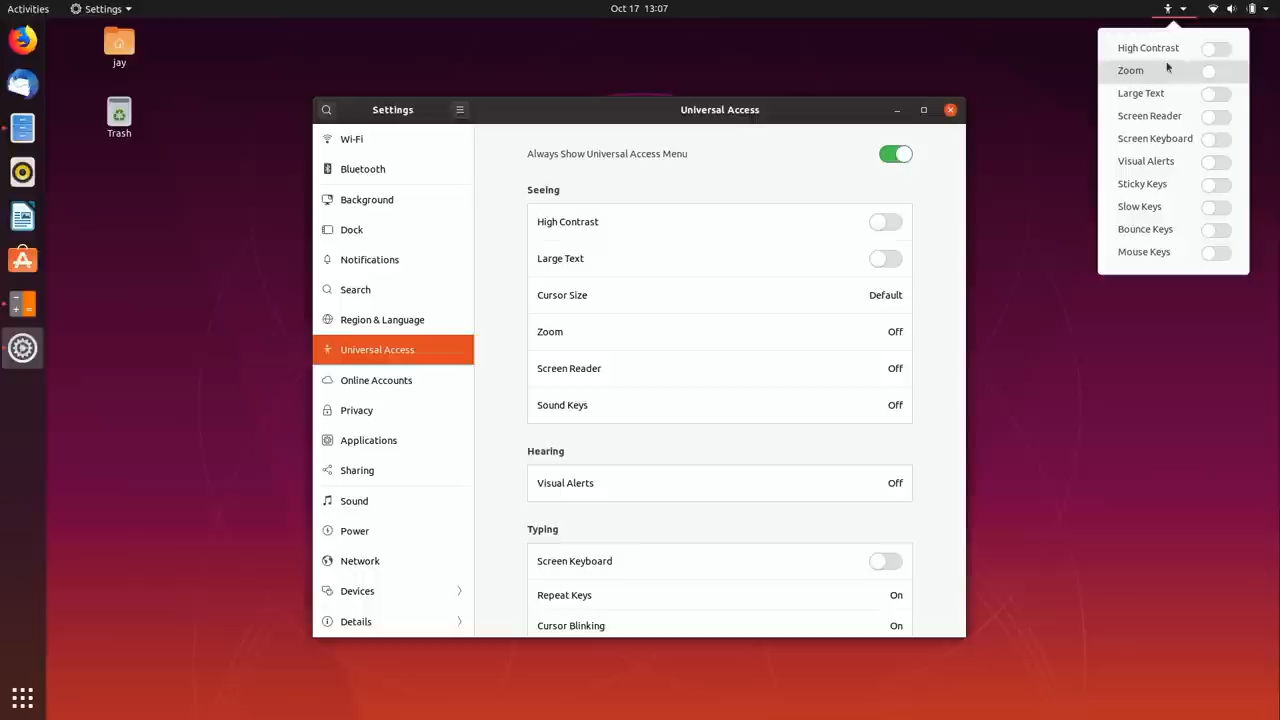 Activities
Settings
Oct 17 13:07
jay
Trash
Settings
Universal Access
Wi-Fi
Bluetooth
Background
Dock
Notifications
Search
Region & Language
Universal Access
Online Accounts
Privacy
Applications
Sharing
Sound
Power
Network
Devices
Details
Always Show Universal Access Menu
Seeing
High Contrast
Large Text
Cursor Size Default
Zoom Off
Screen Reader Off
Sound Keys Off
Hearing
Visual Alerts Off
Typing
Screen Keyboard
Repeat Keys On
Cursor Blinking On
High Contrast
Zoom
Large Text
Screen Reader
Screen Keyboard
Visual Alerts
Sticky Keys
Slow Keys
Bounce Keys
Mouse Keys